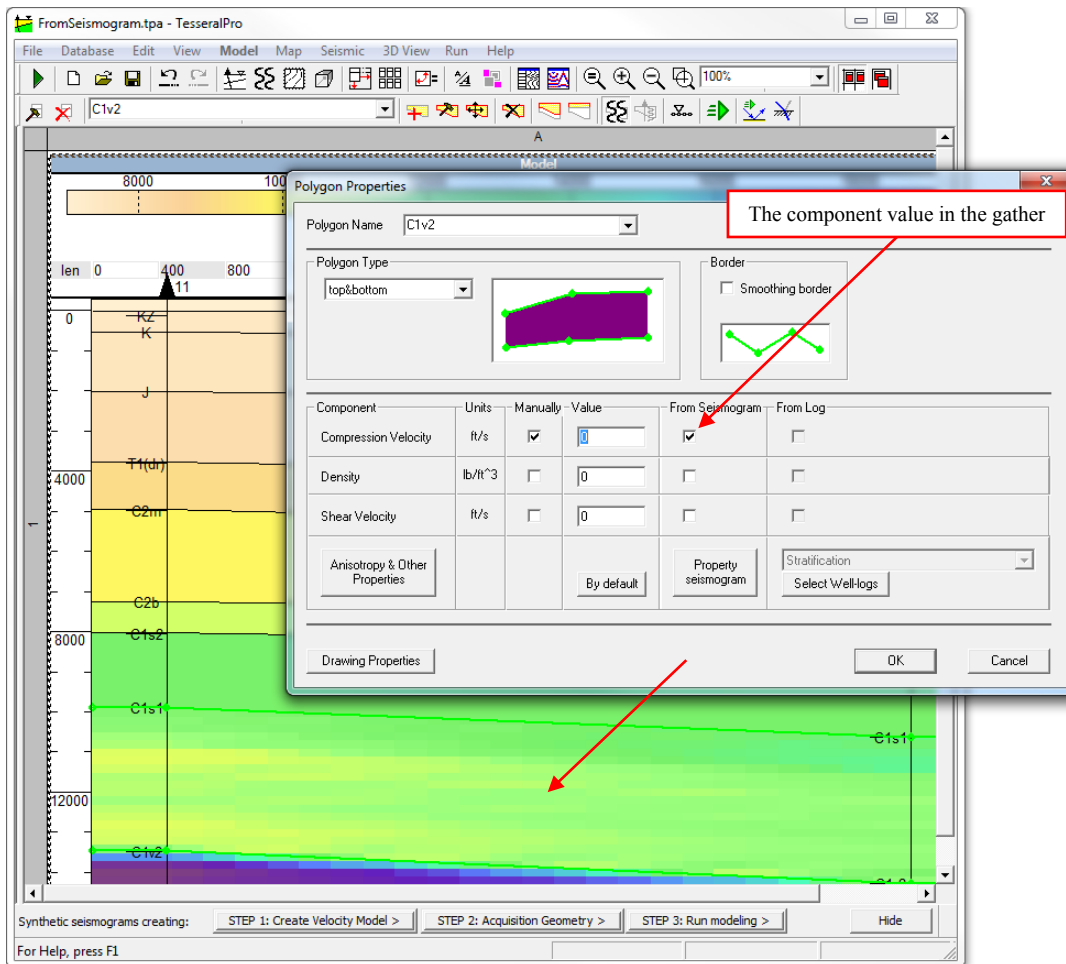 FromSeismogram.tpa - TesseralPro
File Database Edit View Model Map Seismic 3D View Run Help
100%
C1v2
A
Model
8000 100
len 0 400 800
11
0
KZ
K
J
T1(dr)
4000
C2m
1
C2b
8000
C1s2
C1s1
C1s1
12000
C1v2
Polygon Properties
The component value in the gather
Polygon Name C1v2
Polygon Type
top&bottom
Border
Smoothing border
Component Units Manually Value From Seismogram From Log
Compression Velocity ft/s 0
Density lb/ft^3 0
Shear Velocity ft/s 0
Anisotropy & Other
Properties
By default
Property
seismogram
Stratification
Select Well-logs
Drawing Properties OK Cancel
Synthetic seismograms creating: STEP 1: Create Velocity Model > STEP 2: Acquisition Geometry > STEP 3: Run modeling > Hide
For Help, press F1